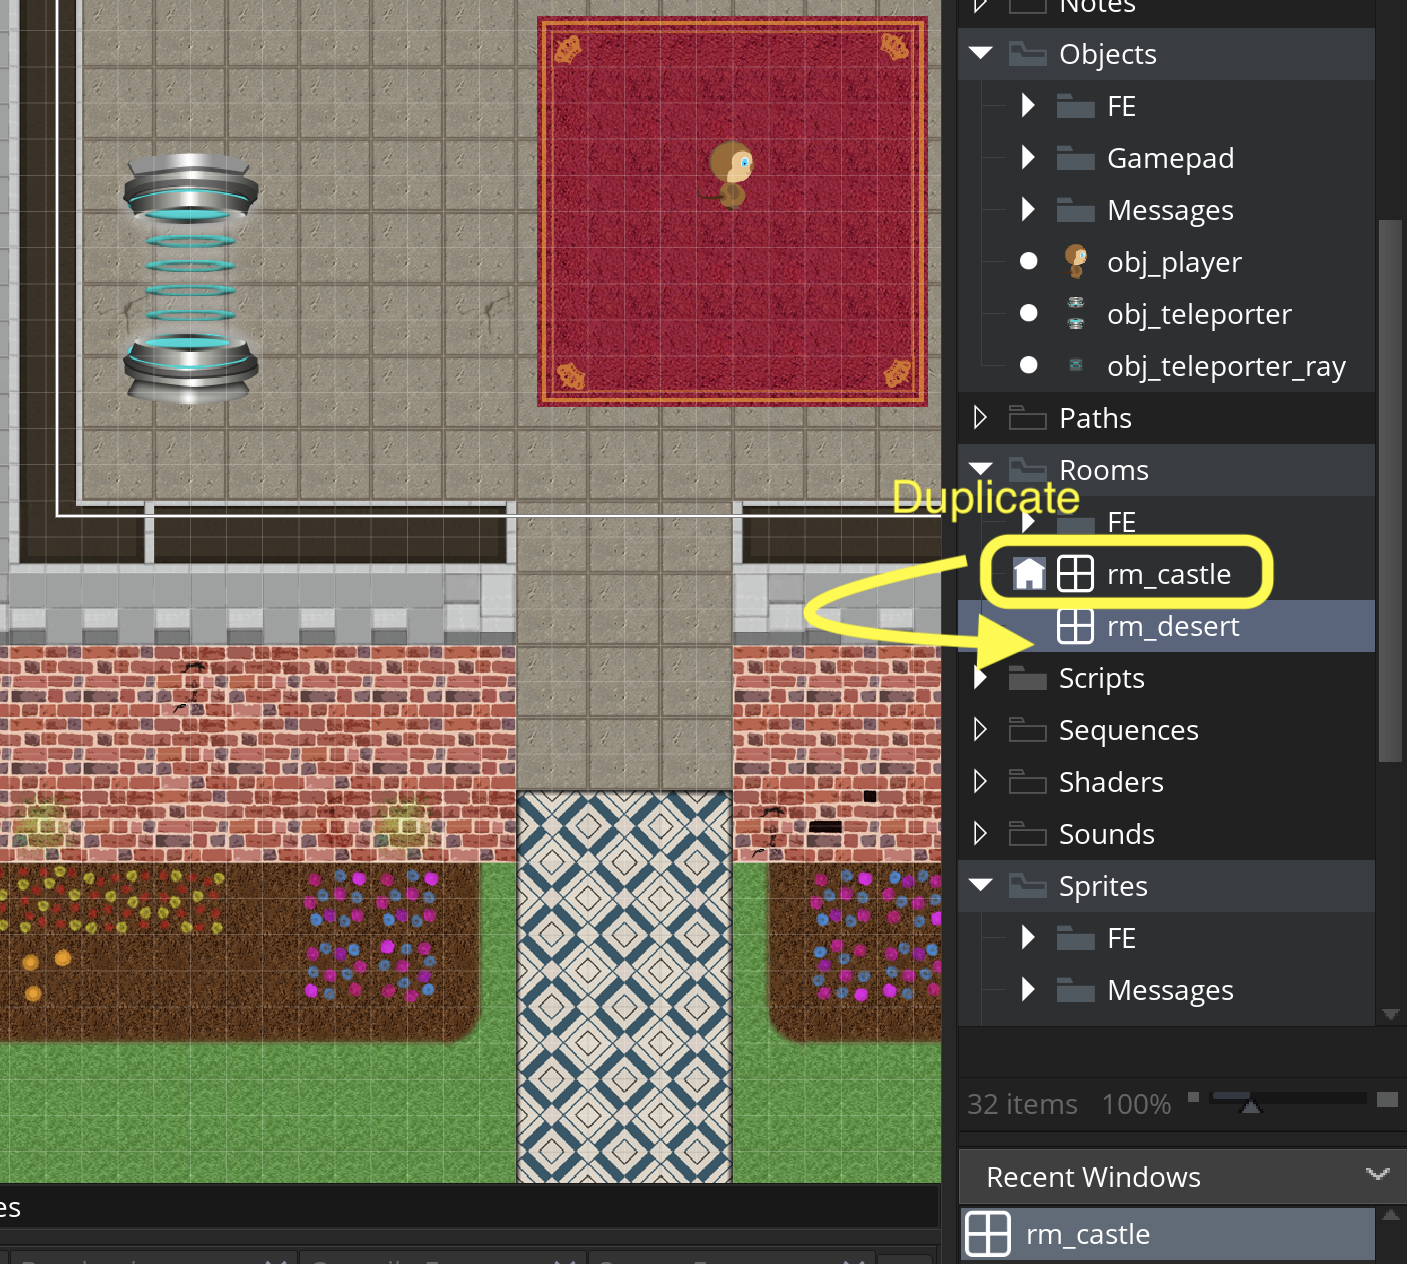 Notes
Objects
FE
Gamepad
Messages
obj_player
obj_teleporter
obj_teleporter_ray
Paths
Rooms
Duplicate
FE
rm_castle
rm_desert
Scripts
Sequences
Shaders
Sounds
Sprites
FE
Messages
32 items 100%
Recent Windows
es
rm_castle